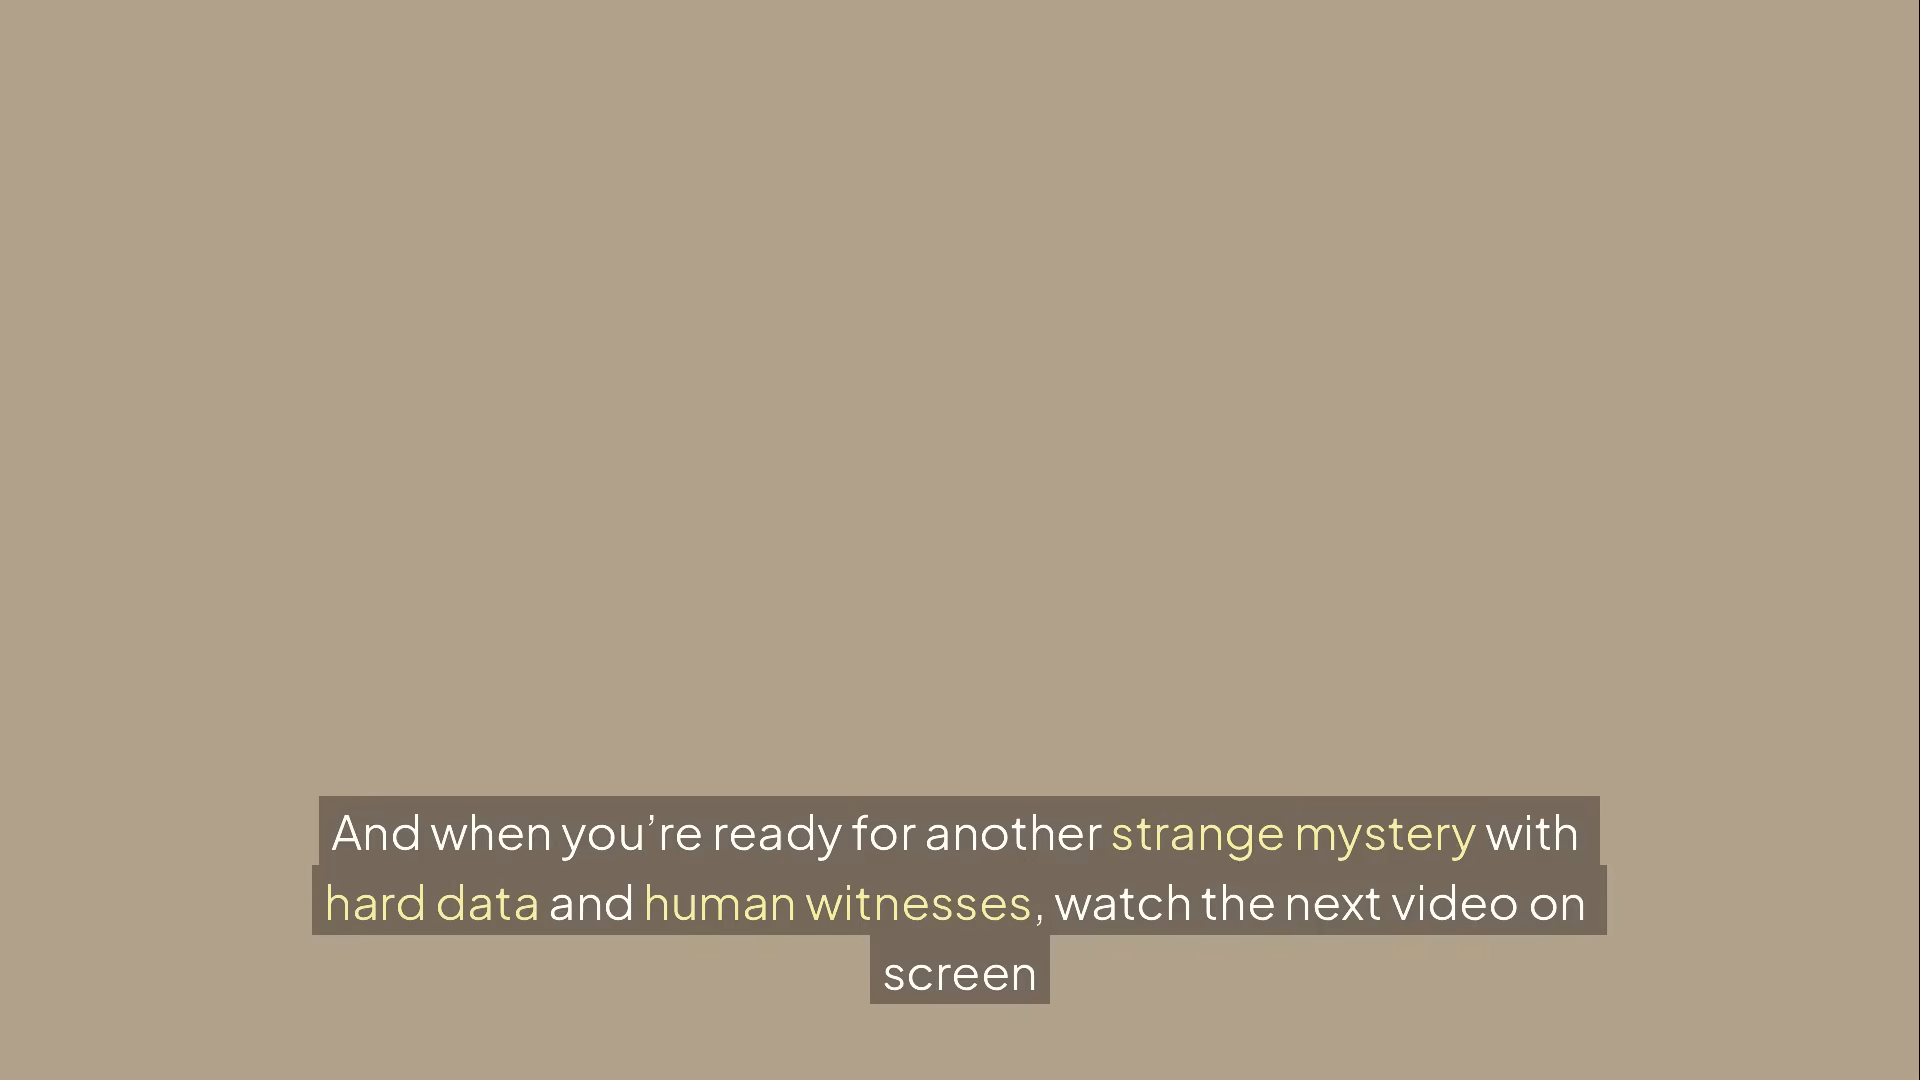 And when you’re ready for another strange mystery with
hard data and human witnesses, watch the next video on
screen